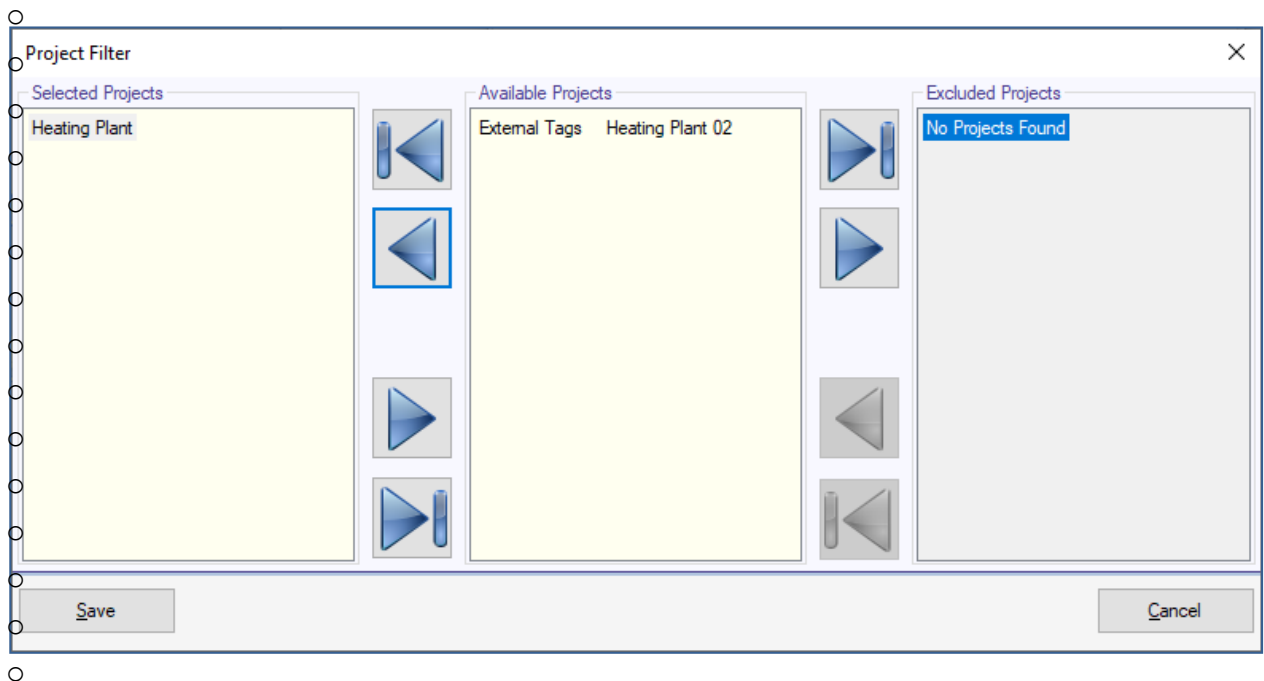 Project Filter
Selected Projects
Available Projects
Excluded Projects
Heating Plant
External Tags Heating Plant 02
No Projects Found
Save
Cancel